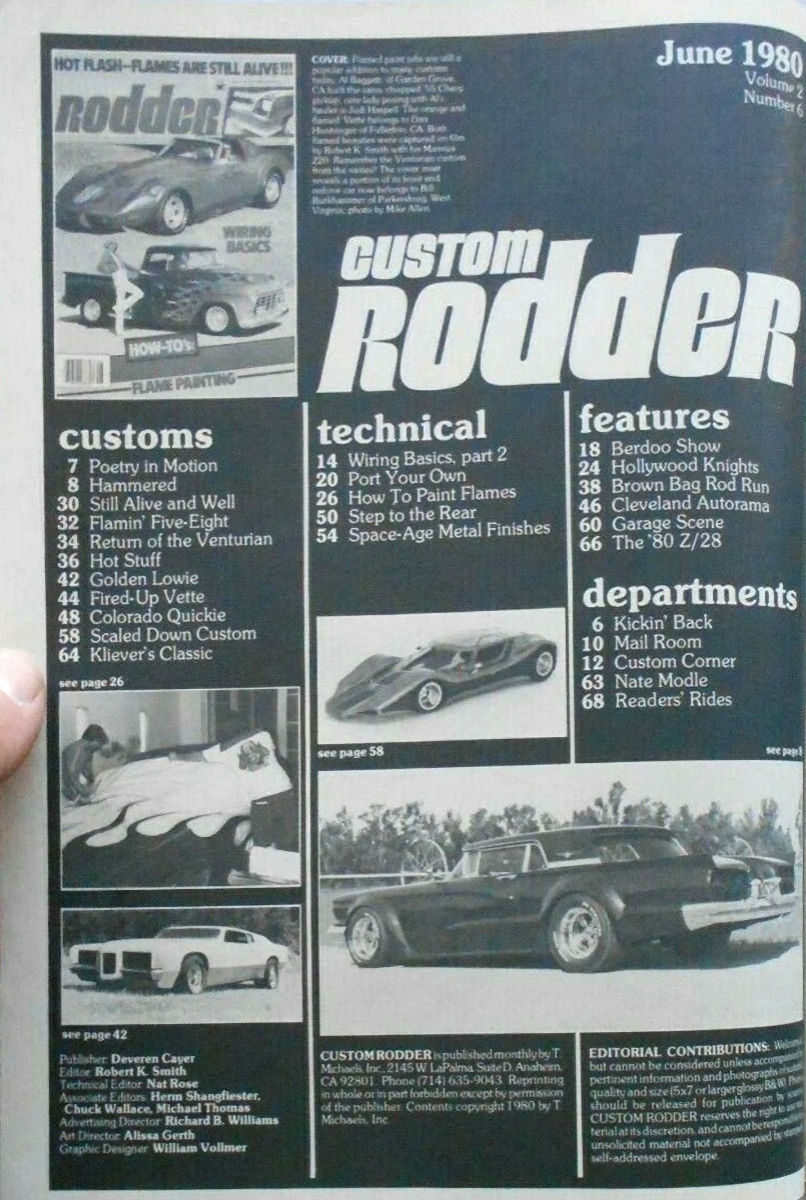 HOT FLASH—FLAMES ARE STILL ALIVE!!!
rodder
WIRING
BASICS
HOW-TO's:
FLAME PAINTING
COVER: Flamed paint jobs are still a
popular addition to many customs
today. Al Baggett, of Garden Grove,
CA built the tame, chopped '55 Chevy
pickup; cute lady posing with Al's
hauler is Judi Haspell. The orange and
flamed 'Vette belongs to Dan
of Fullerton, CA. Both
flamed beauties were captured on film
by Robert K. Smith with his Mamiya
220. Remember the Venturian custom
from the sixties? The cover inset
reveals a portion of its front end
car now belongs to Bill
Burkhammer of Parkersburg, West
Virginia; photo by Mike Allen.
June 1980
Volume 2
Number 6
CUSTOM
RODDER
customs
7 Poetry in Motion
8 Hammered
30 Still Alive and Well
32 Flamin' Five-Eight
34 Return of the Venturian
36 Hot Stuff
42 Golden Lowie
44 Fired-Up Vette
48 Colorado Quickie
58 Scaled Down Custom
64 Kliever's Classic
see page 26
see page 42
Publisher Deveren Cayer
Editor Robert K. Smith
Technical Editor Nat Rose
Associate Editors Herm Shangfiester,
Chuck Wallace, Michael Thomas
Advertising Director Richard B. Williams
Art Director Alissa Gerth
Graphic Designer William Vollmer
technical
14 Wiring Basics, part 2
20 Port Your Own
26 How To Paint Flames
50 Step to the Rear
54 Space-Age Metal Finishes
see page 58
features
18 Berdoo Show
24 Hollywood Knights
38 Brown Bag Rod Run
46 Cleveland Autorama
60 Garage Scene
66 The '80 Z/28
departments
6 Kickin' Back
10 Mail Room
12 Custom Corner
63 Nate Modle
68 Readers' Rides
see page
CUSTOM RODDER is published monthly by T.
Michaels, Inc., 2145 W. LaPalma, Suite D, Anaheim,
CA 92801. Phone (714) 635-9043. Reprinting
in whole or in part forbidden except by permission
of the publisher. Contents copyright 1980 by T.
Michaels, Inc.
EDITORIAL CONTRIBUTIONS:
but cannot be considered unless
pertinent information and photographs of
quality and size (5x7 or larger glossy B&W).
should be released for publication by
CUSTOM RODDER reserves the right to
terial at its discretion, and cannot be
unsolicited material not accompanied by
self-addressed envelope.